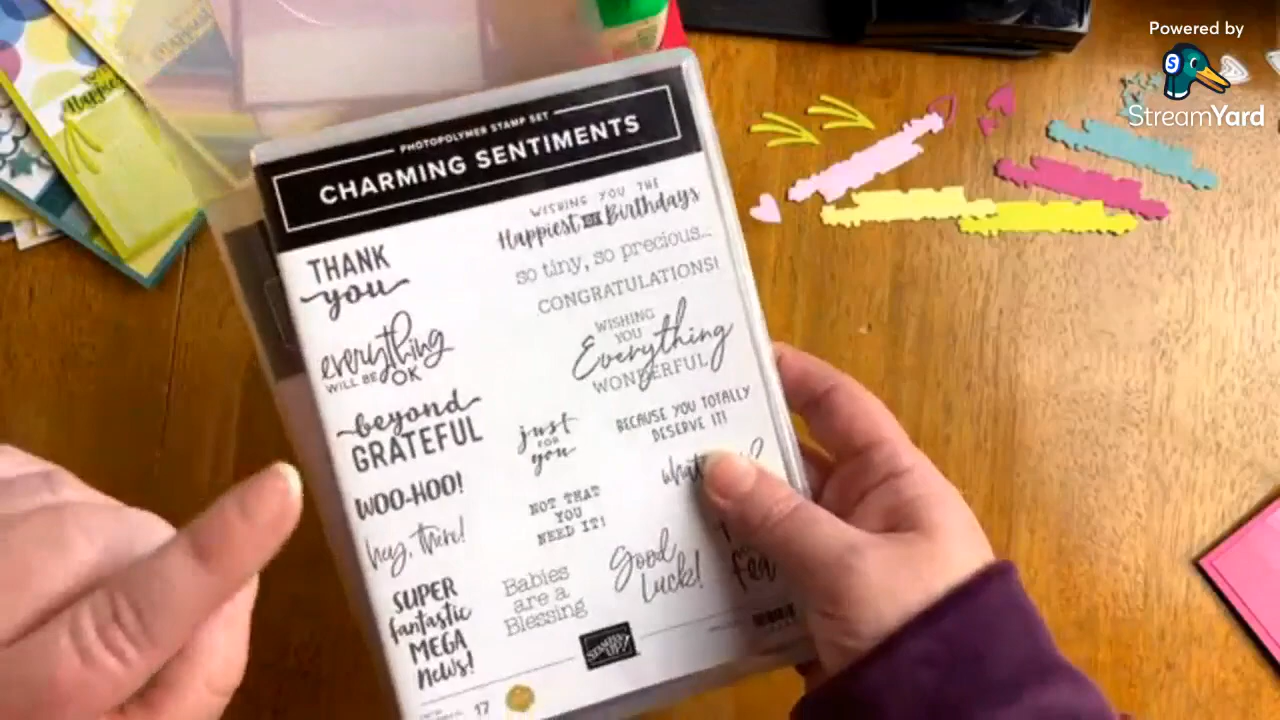 Powered by
StreamYard
PHOTOPOLYMER STAMP SET
CHARMING SENTIMENTS
THANK
you
everything
WILL BE OK
beyond
GRATEFUL
WOO-HOO!
hey, there!
SUPER
fantastic
MEGA
News!
WISHING YOU THE
Happiest OF Birthdays
so tiny, so precious...
CONGRATULATIONS!
WISHING
YOU
Everything
WONDERFUL
just
FOR
you
BECAUSE YOU TOTALLY
DESERVE IT!
NOT THAT
YOU
NEED IT!
Good
Luck!
Babies
are a
Blessing
STAMPIN' UP!
17